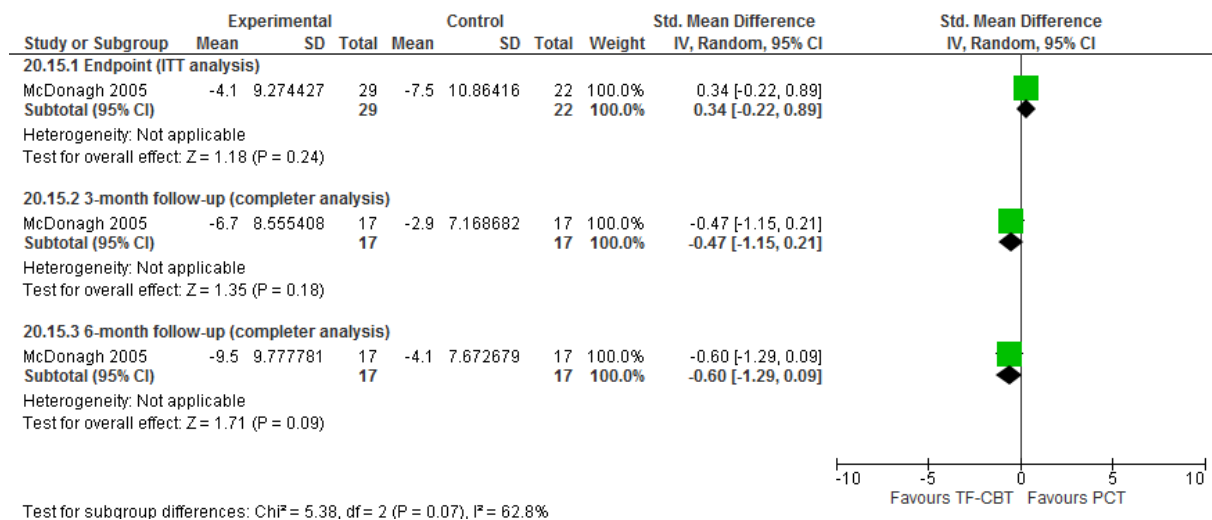 Experimental Control Std. Mean Difference Std. Mean Difference
Study or Subgroup Mean SD Total Mean SD Total Weight IV, Random, 95% CI IV, Random, 95% CI
20.15.1 Endpoint (ITT analysis)
McDonagh 2005 -4.1 9.274427 29 -7.5 10.86416 22 100.0% 0.34 [-0.22, 0.89]
Subtotal (95% CI) 29 22 100.0% 0.34 [-0.22, 0.89]
Heterogeneity: Not applicable
Test for overall effect: Z = 1.18 (P = 0.24)
20.15.2 3-month follow-up (completer analysis)
McDonagh 2005 -6.7 8.555408 17 -2.9 7.168682 17 100.0% -0.47 [-1.15, 0.21]
Subtotal (95% CI) 17 17 100.0% -0.47 [-1.15, 0.21]
Heterogeneity: Not applicable
Test for overall effect: Z = 1.35 (P = 0.18)
20.15.3 6-month follow-up (completer analysis)
McDonagh 2005 -9.5 9.777781 17 -4.1 7.672679 17 100.0% -0.60 [-1.29, 0.09]
Subtotal (95% CI) 17 17 100.0% -0.60 [-1.29, 0.09]
Heterogeneity: Not applicable
Test for overall effect: Z = 1.71 (P = 0.09)
-10 -5 0 5 10
Favours TF-CBT Favours PCT
Test for subgroup differences: Chi² = 5.38, df = 2 (P = 0.07), I² = 62.8%